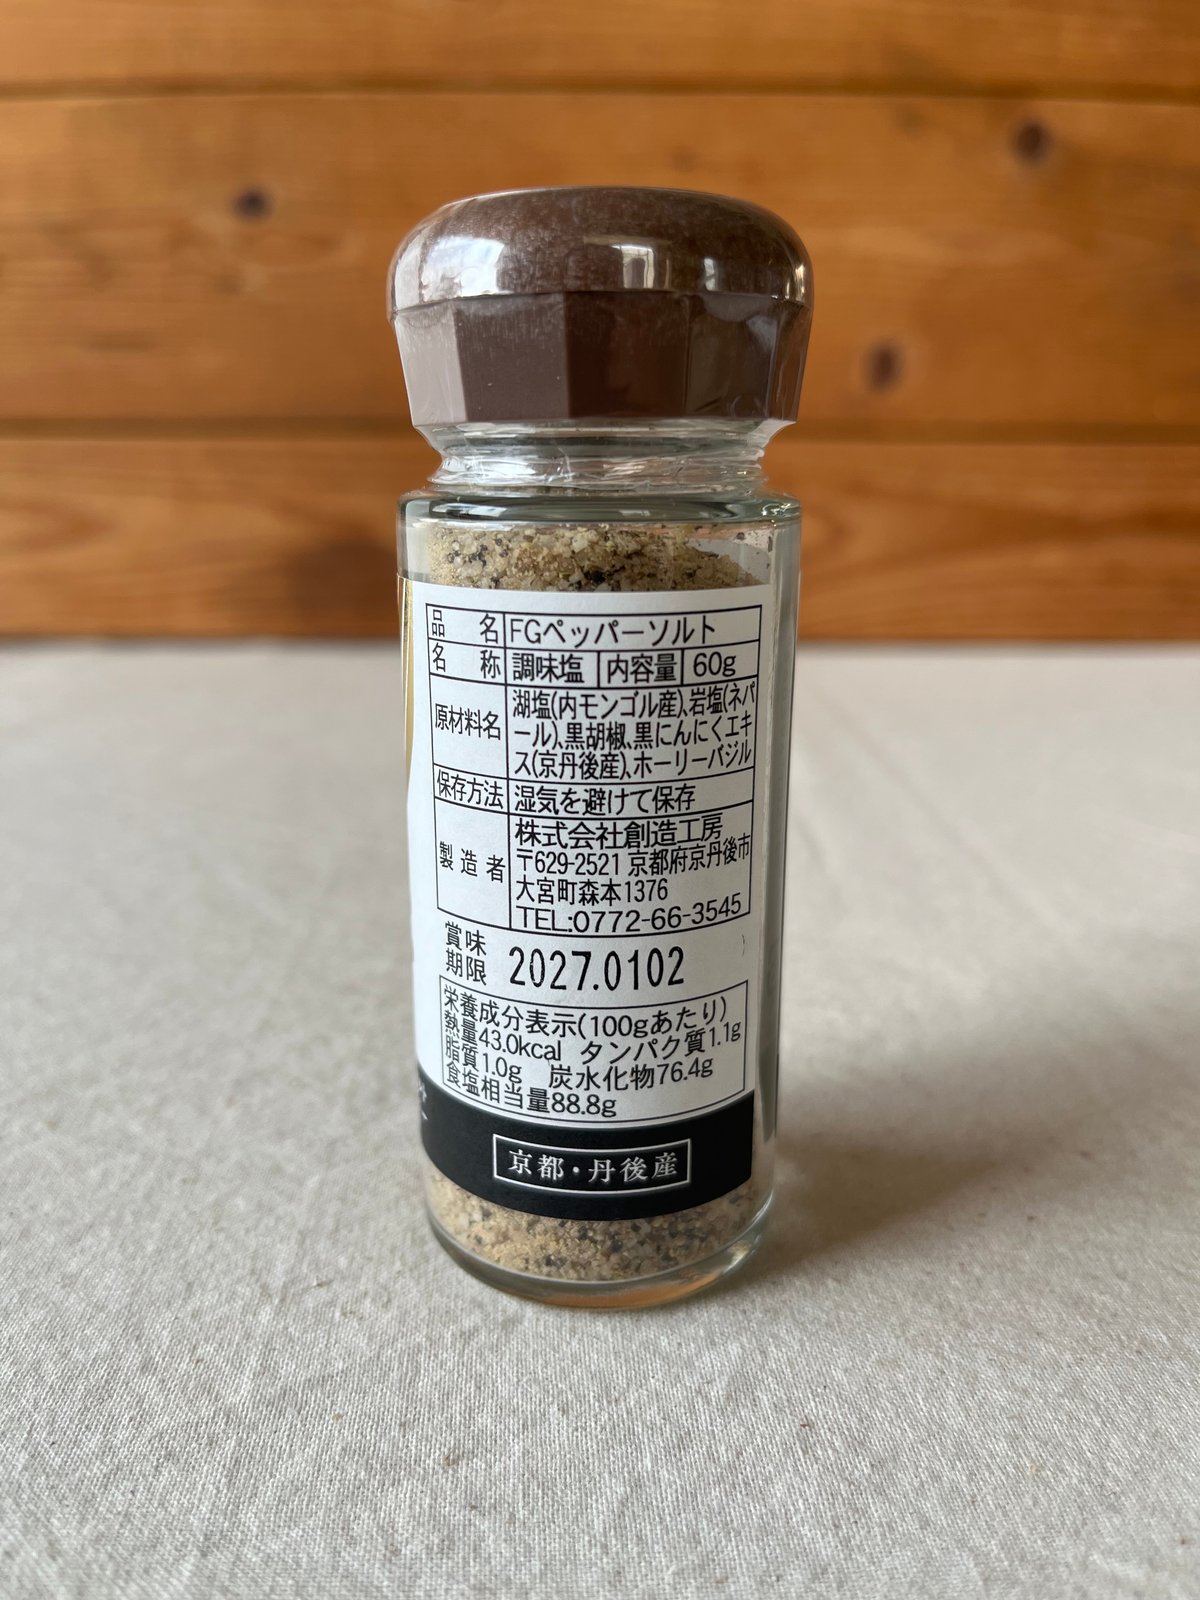 品名 FGペッパーソルト
名称 調味塩 内容量 60g
原材料名 湖塩(内モンゴル産)、岩塩(ネパ
ール)、黒胡椒、黒にんにくエキ
ス(京丹後産)、ホーリーバジル
保存方法 湿気を避けて保存
製造者 株式会社創造工房
〒629-2521 京都府京丹後市
大宮町森本1376
TEL:0772-66-3545
賞味期限 2027.0102
栄養成分表示(100gあたり)
熱量43.0kcal タンパク質1.1g
脂質1.0g 炭水化物76.4g
食塩相当量88.8g
京都・丹後産